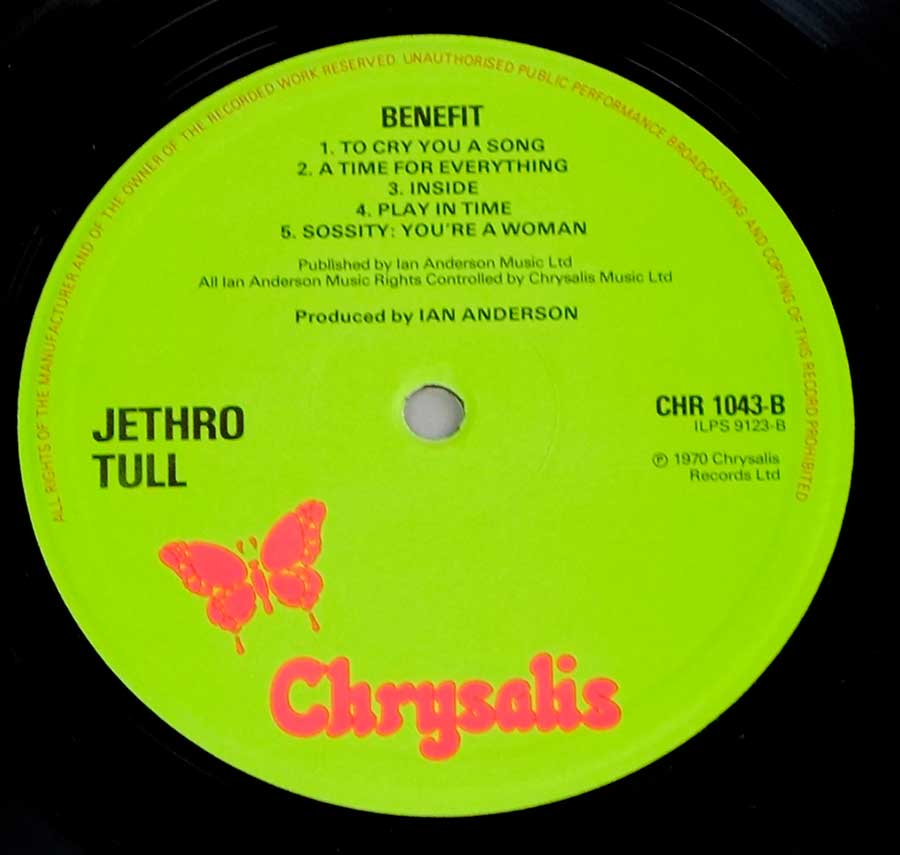 ALL RIGHTS OF THE MANUFACTURER AND OF THE OWNER OF THE RECORDED WORK RESERVED. UNAUTHORISED PUBLIC PERFORMANCE BROADCASTING AND COPYING OF THIS RECORD PROHIBITED
BENEFIT
1. TO CRY YOU A SONG
2. A TIME FOR EVERYTHING
3. INSIDE
4. PLAY IN TIME
5. SOSSITY: YOU'RE A WOMAN
Published by Ian Anderson Music Ltd
All Ian Anderson Music Rights Controlled by Chrysalis Music Ltd
Produced by IAN ANDERSON
JETHRO
TULL
CHR 1043-B
ILPS 9123-B
℗ 1970 Chrysalis
Records Ltd
Chrysalis